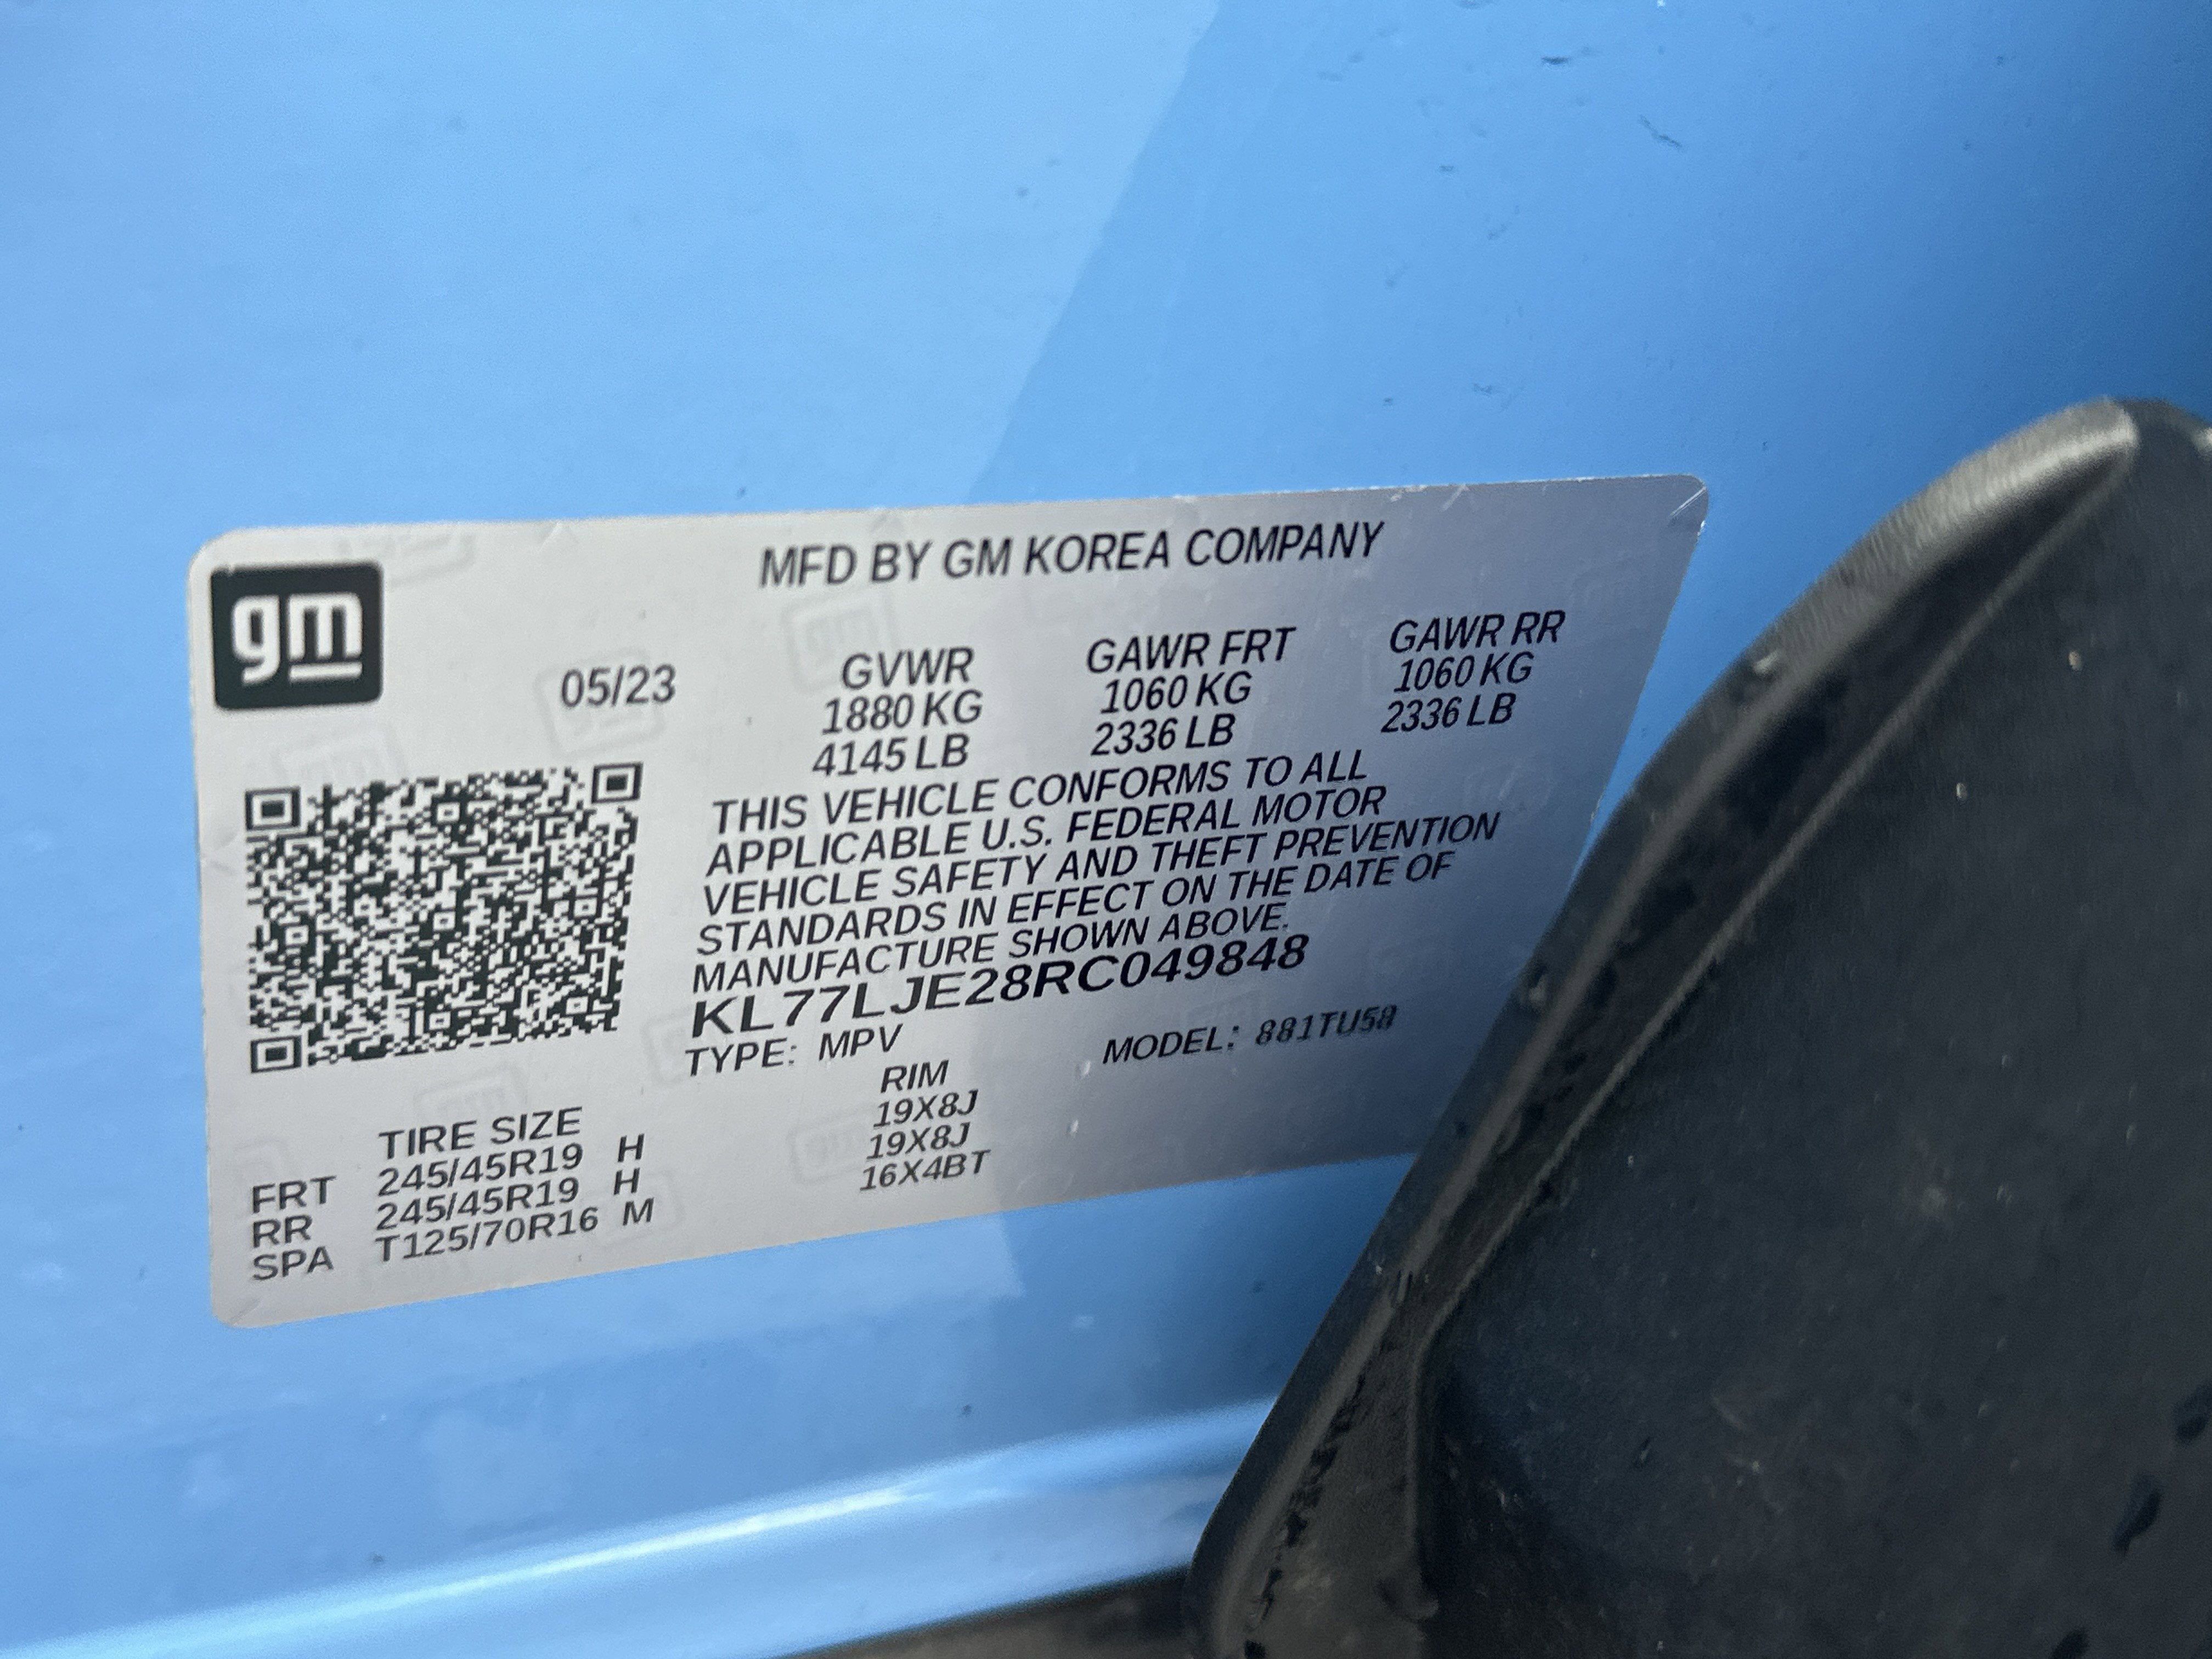 gm
MFD BY GM KOREA COMPANY
05/23
GVWR GAWR FRT GAWR RR
1880 KG 1060 KG 1060 KG
4145 LB 2336 LB 2336 LB
THIS VEHICLE CONFORMS TO ALL
APPLICABLE U.S. FEDERAL MOTOR
VEHICLE SAFETY AND THEFT PREVENTION
STANDARDS IN EFFECT ON THE DATE OF
MANUFACTURE SHOWN ABOVE.
KL77LJE28RC049848
TYPE: MPV MODEL: 881TU58
TIRE SIZE RIM
FRT 245/45R19 H 19X8J
RR 245/45R19 H 19X8J
SPA T125/70R16 M 16X4BT